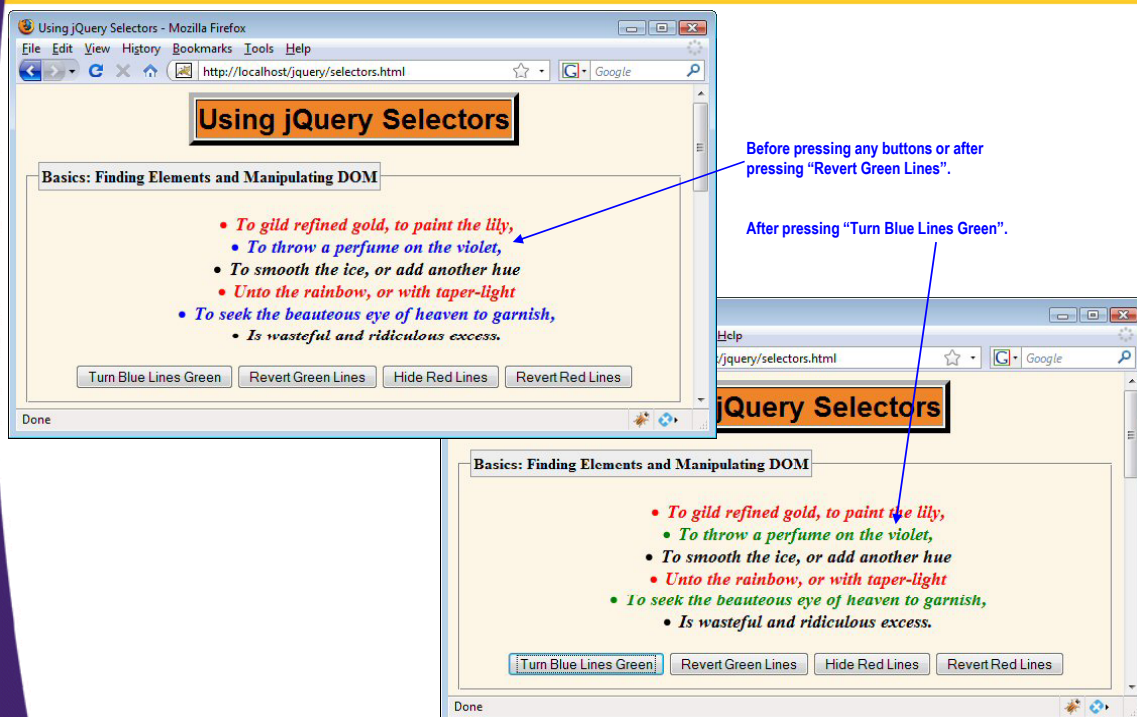 Using jQuery Selectors - Mozilla Firefox
File Edit View History Bookmarks Tools Help
http://localhost/jquery/selectors.html
G Google
Using jQuery Selectors
Basics: Finding Elements and Manipulating DOM
• To gild refined gold, to paint the lily,
• To throw a perfume on the violet,
• To smooth the ice, or add another hue
• Unto the rainbow, or with taper-light
• To seek the beauteous eye of heaven to garnish,
• Is wasteful and ridiculous excess.
Turn Blue Lines Green Revert Green Lines Hide Red Lines Revert Red Lines
Done
Before pressing any buttons or after
pressing “Revert Green Lines”.
After pressing “Turn Blue Lines Green”.
Help
/jquery/selectors.html
G Google
jQuery Selectors
Basics: Finding Elements and Manipulating DOM
• To gild refined gold, to paint the lily,
• To throw a perfume on the violet,
• To smooth the ice, or add another hue
• Unto the rainbow, or with taper-light
• To seek the beauteous eye of heaven to garnish,
• Is wasteful and ridiculous excess.
Turn Blue Lines Green Revert Green Lines Hide Red Lines Revert Red Lines
Done